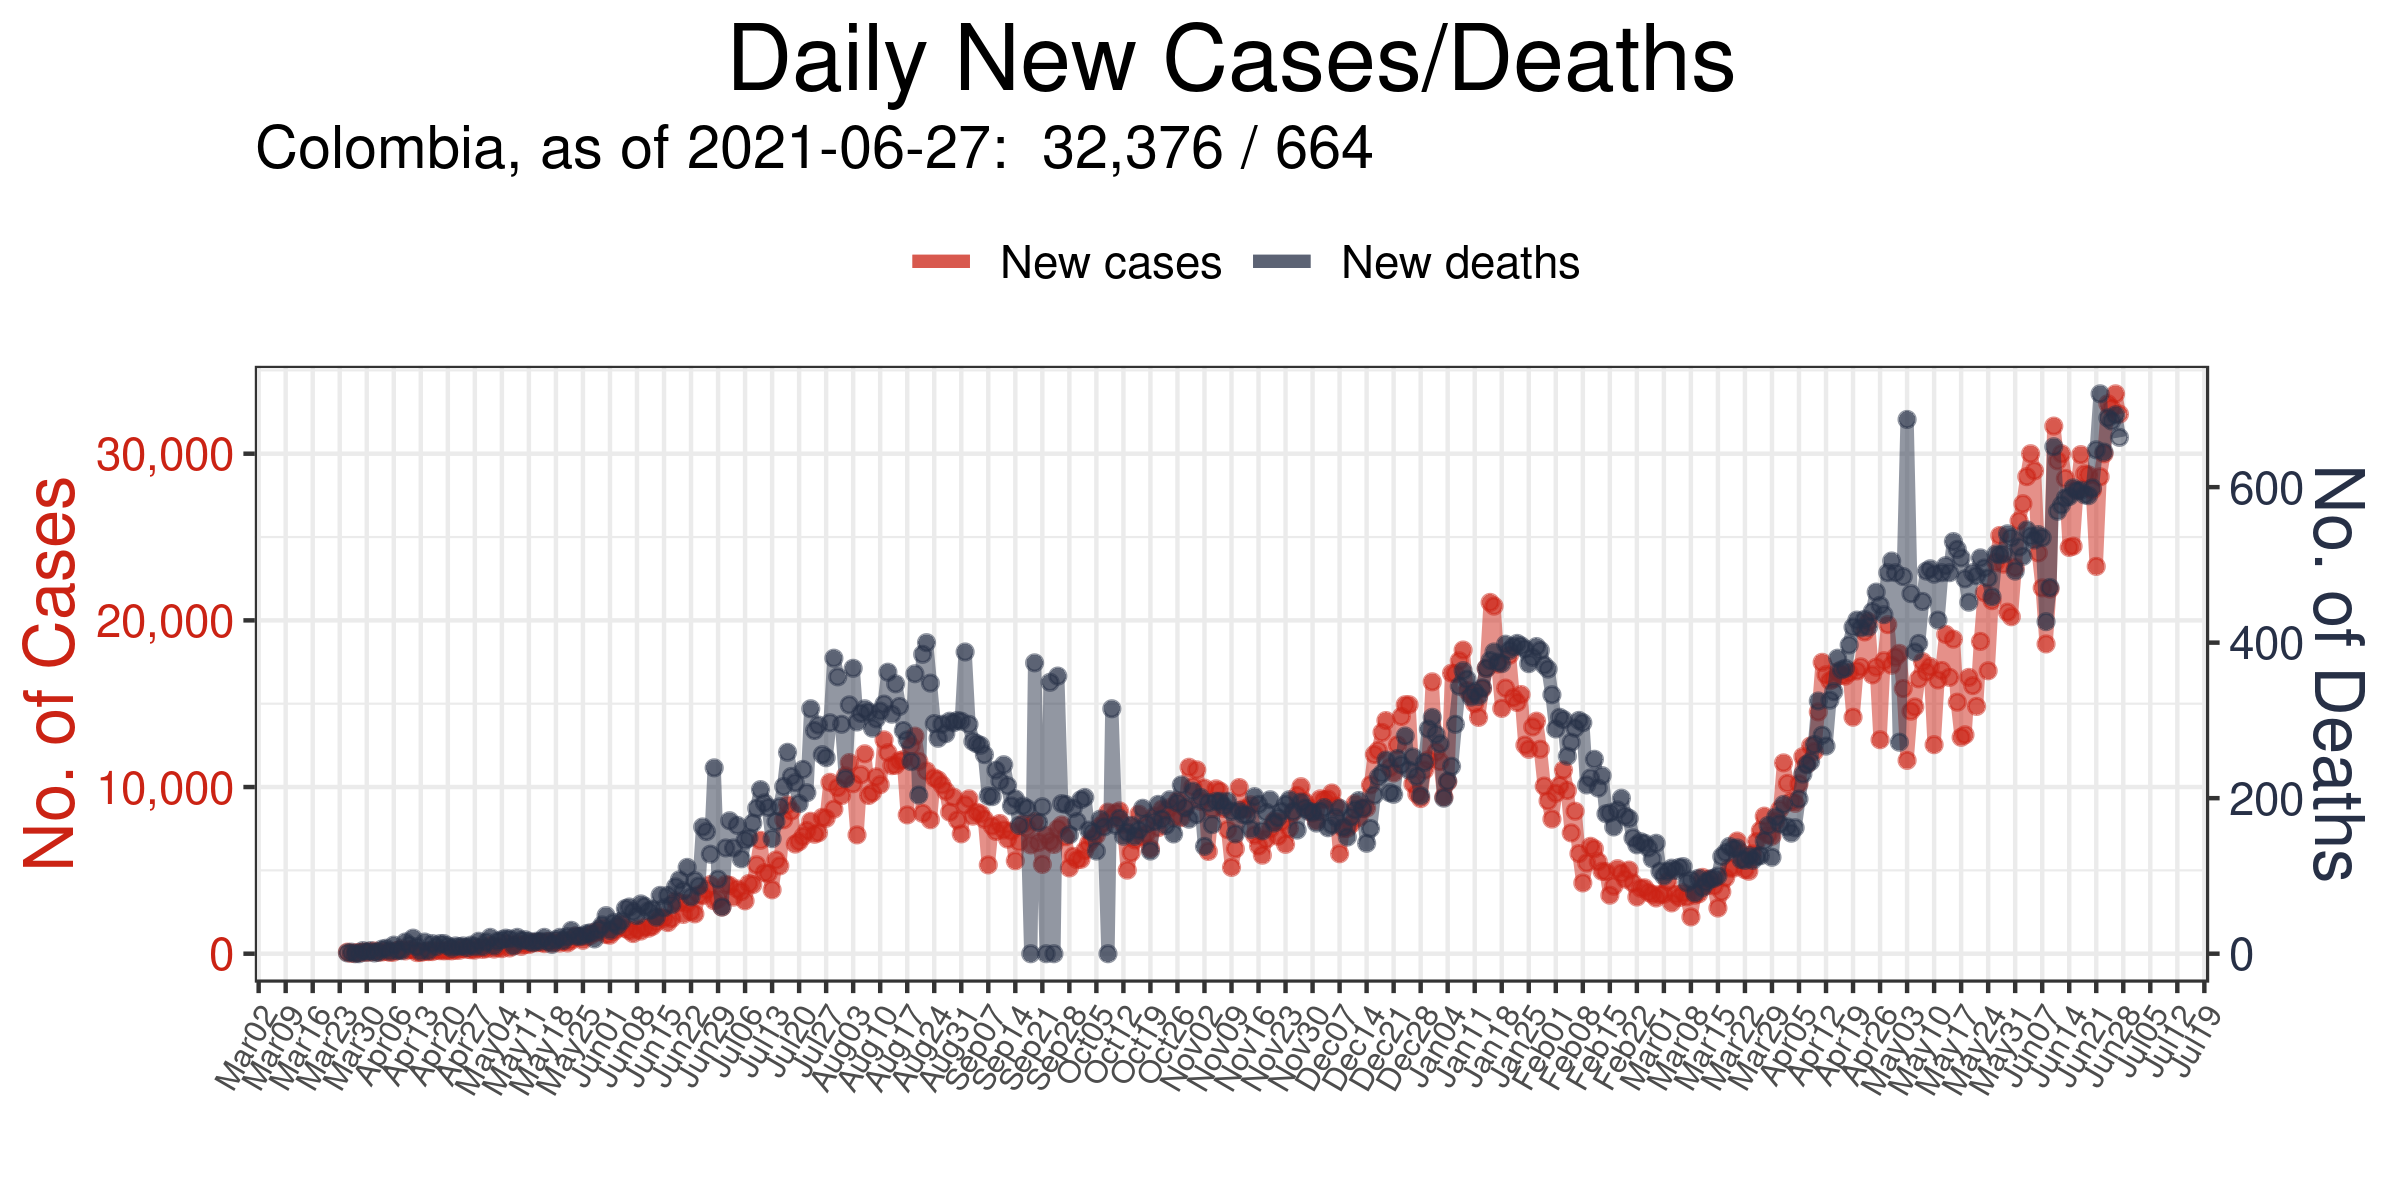 Daily New Cases/Deaths
Colombia, as of 2021-06-27:  32,376 / 664
New cases
New deaths
No. of Cases
30,000
20,000
10,000
0
600
400
200
0
No. of Deaths
Mar02
Mar09
Mar16
Mar23
Mar30
Apr06
Apr13
Apr20
Apr27
May04
May11
May18
May25
Jun01
Jun08
Jun15
Jun22
Jun29
Jul06
Jul13
Jul20
Jul27
Aug03
Aug10
Aug17
Aug24
Aug31
Sep07
Sep14
Sep21
Sep28
Oct05
Oct12
Oct19
Oct26
Nov02
Nov09
Nov16
Nov23
Nov30
Dec07
Dec14
Dec21
Dec28
Jan04
Jan11
Jan18
Jan25
Feb01
Feb08
Feb15
Feb22
Mar01
Mar08
Mar15
Mar22
Mar29
Apr05
Apr12
Apr19
Apr26
May03
May10
May17
May24
May31
Jun07
Jun14
Jun21
Jun28
Jul05
Jul12
Jul19